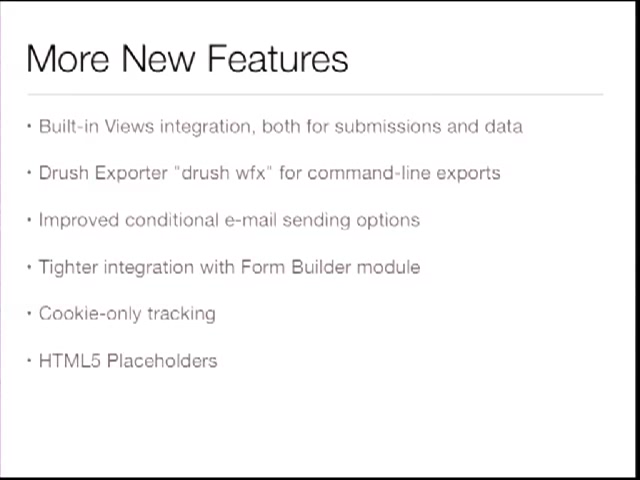 More New Features
• Built-in Views integration, both for submissions and data
• Drush Exporter "drush wfx" for command-line exports
• Improved conditional e-mail sending options
• Tighter integration with Form Builder module
• Cookie-only tracking
• HTML5 Placeholders